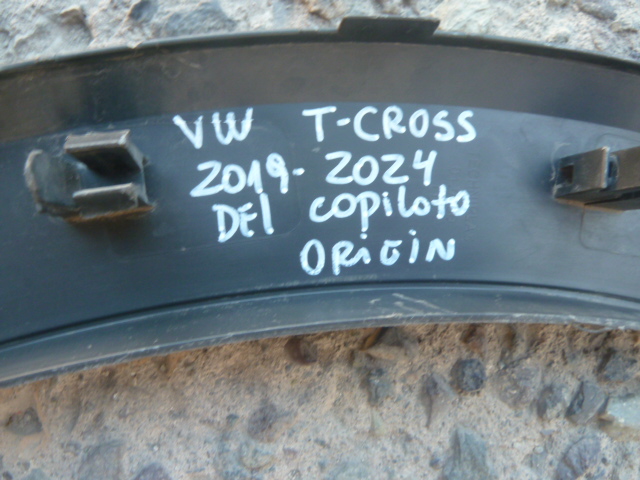 VW T-CROSS
2019-2024
DEl copiloto
ORiGiN